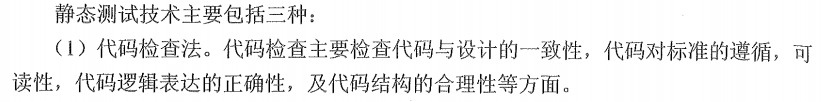 静态测试技术主要包括三种：
（1）代码检查法。代码检查主要检查代码与设计的一致性，代码对标准的遵循，可
读性，代码逻辑表达的正确性，及代码结构的合理性等方面。